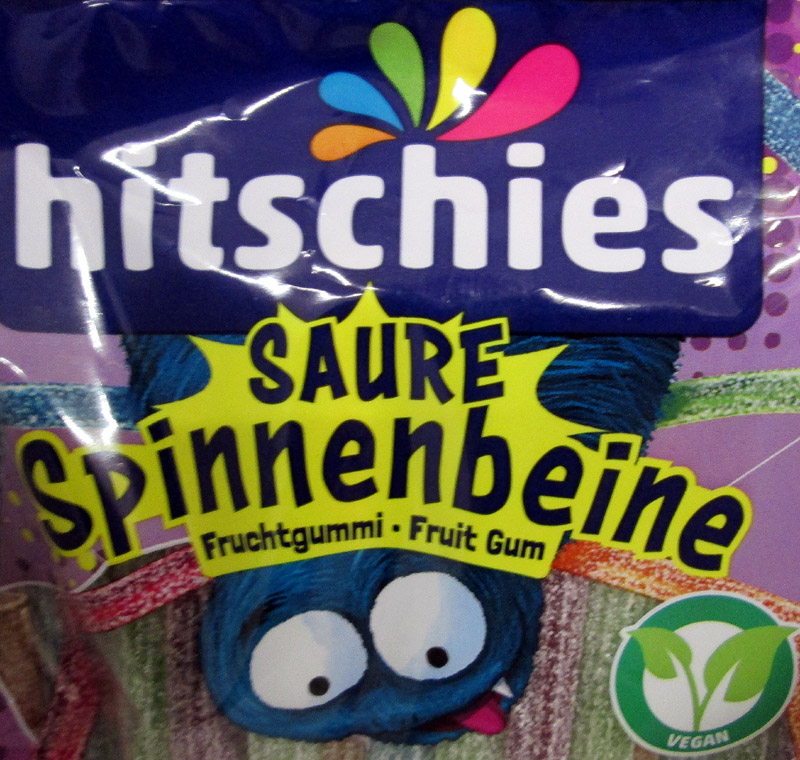 hitschies
SAURE
Spinnenbeine
Fruchtgummi • Fruit Gum
VEGAN